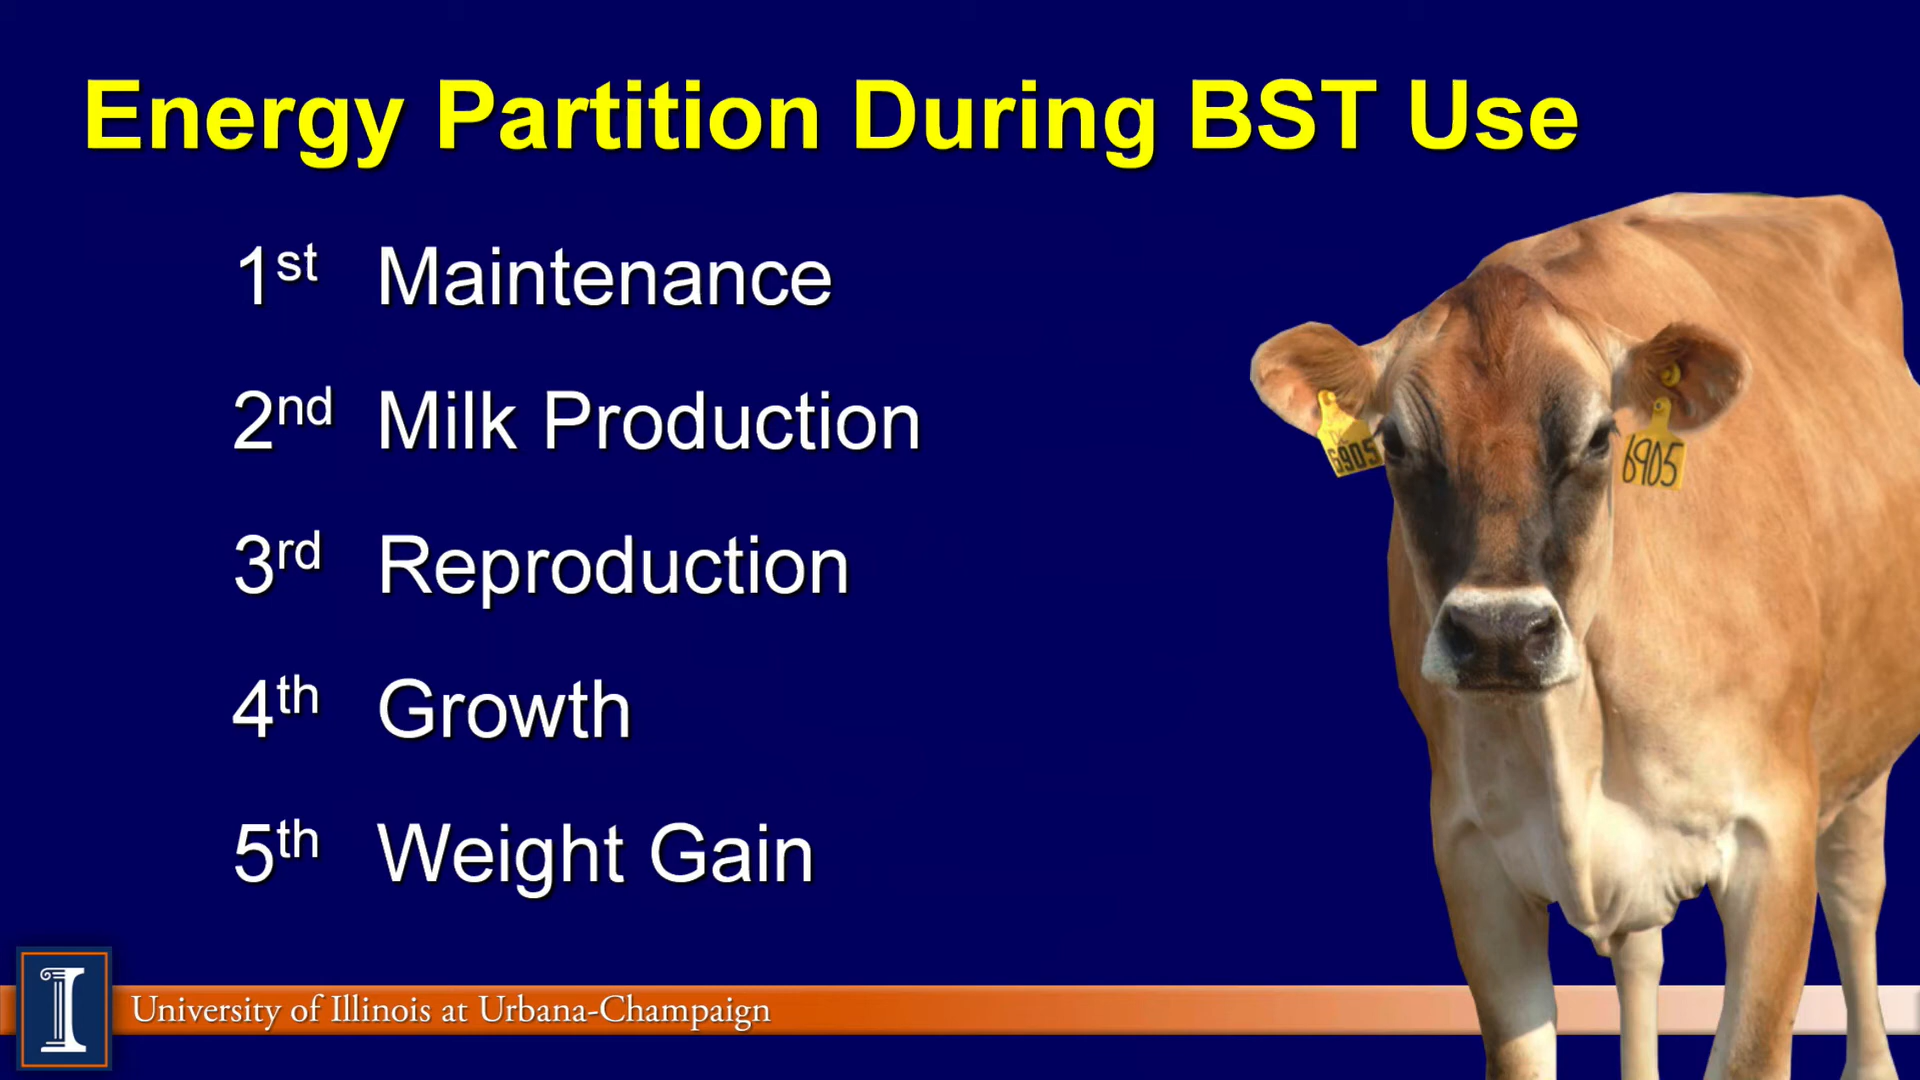 Energy Partition During BST Use
1st Maintenance
2nd Milk Production
3rd Reproduction
4th Growth
5th Weight Gain
6905
6905
I
University of Illinois at Urbana-Champaign